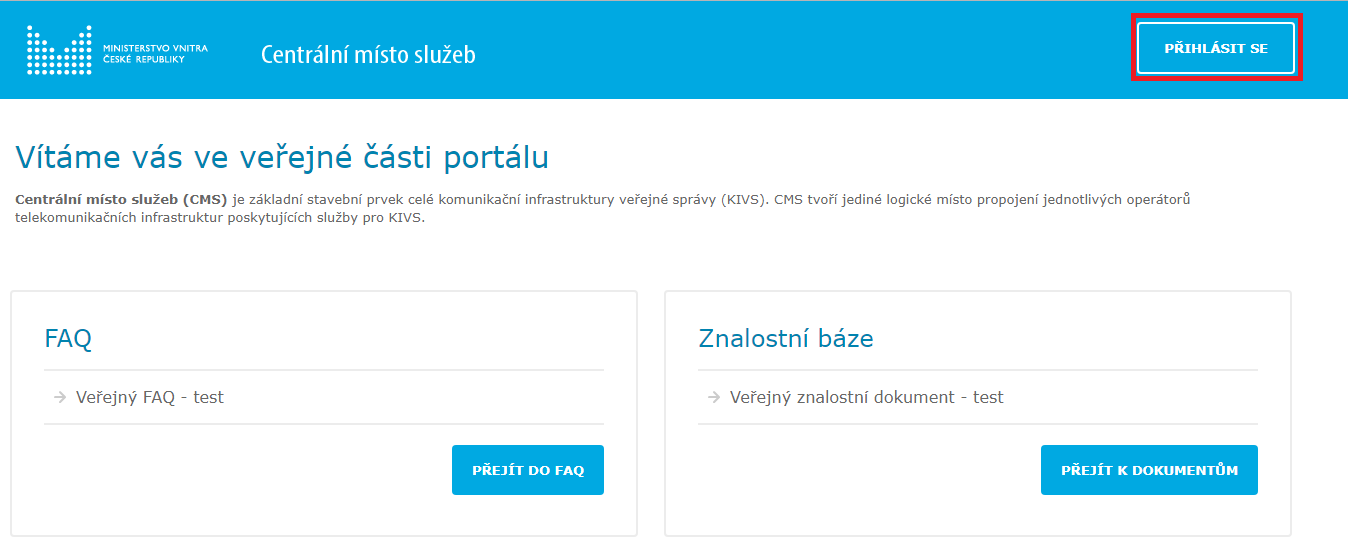 MINISTERSTVO VNITRA
ČESKÉ REPUBLIKY
Centrální místo služeb
PŘIHLÁSIT SE
Vítáme vás ve veřejné části portálu
Centrální místo služeb (CMS) je základní stavební prvek celé komunikační infrastruktury veřejné správy (KIVS). CMS tvoří jediné logické místo propojení jednotlivých operátorů
telekomunikačních infrastruktur poskytujících služby pro KIVS.
FAQ
Veřejný FAQ - test
PŘEJÍT DO FAQ
Znalostní báze
Veřejný znalostní dokument - test
PŘEJÍT K DOKUMENTŮM